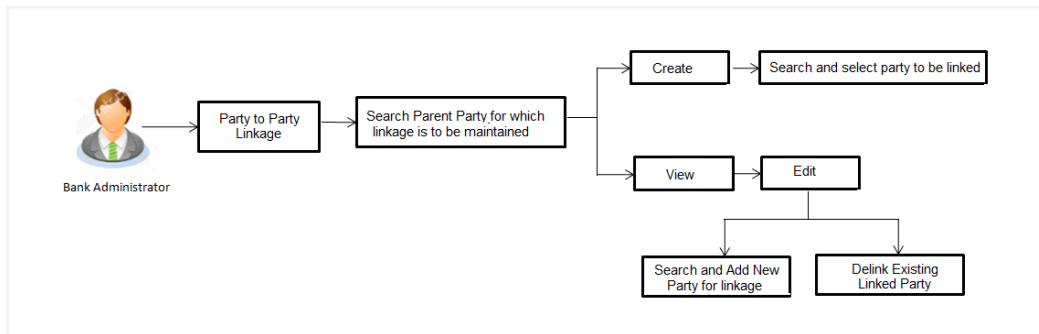 Bank Administrator
Party to Party
Linkage
Search Parent Party for which
linkage is to be maintained
Create
Search and select party to be linked
View
Edit
Search and Add New
Party for linkage
Delink Existing
Linked Party